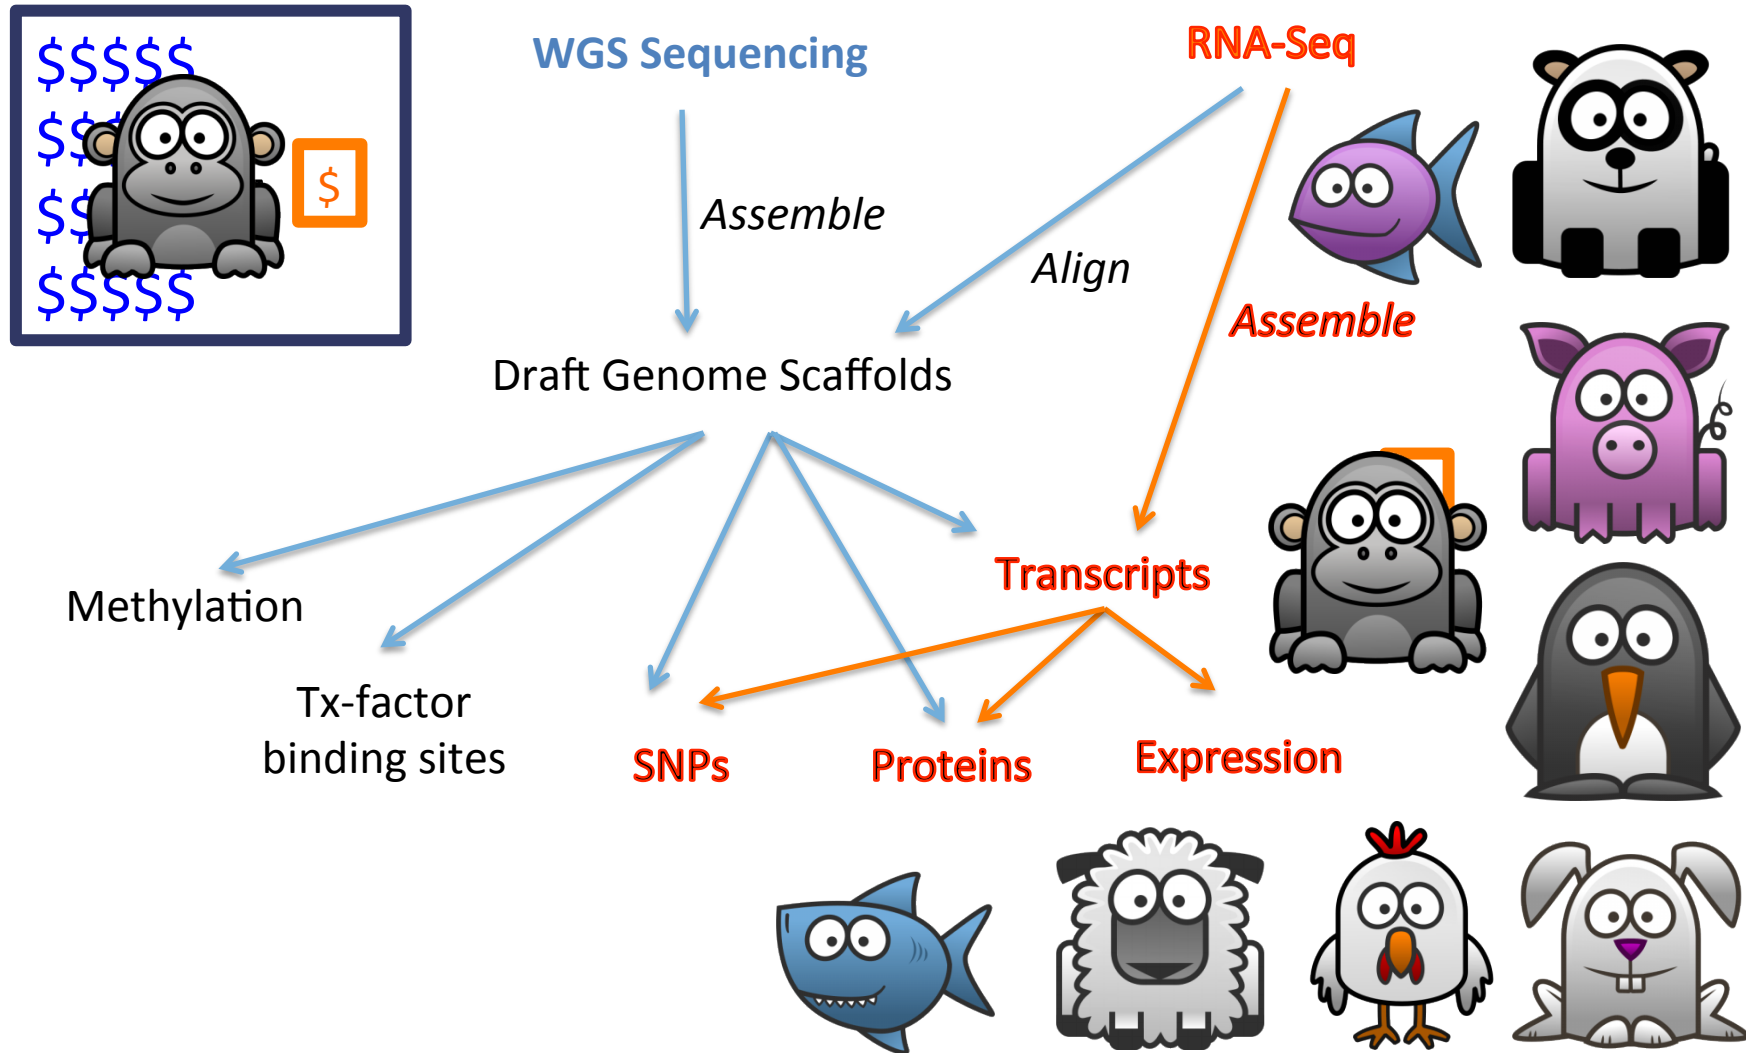 $$$$$
WGS Sequencing
RNA-Seq
$$
$
$$
$$$$$
Assemble
Align
Assemble
Draft Genome Scaffolds
Transcripts
Methylation
Tx-factor
binding sites
SNPs
Proteins
Expression